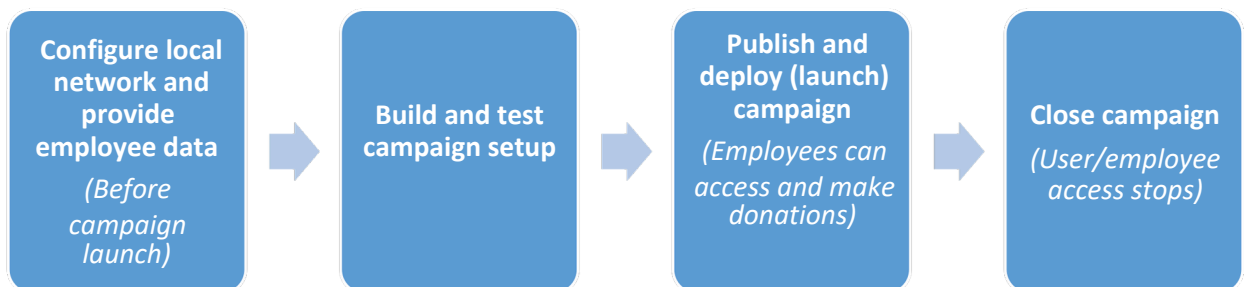 Configure local
network and
provide
employee data
(Before
campaign
launch)
Build and test
campaign setup
Publish and
deploy (launch)
campaign
(Employees can
access and make
donations)
Close campaign
(User/employee
access stops)